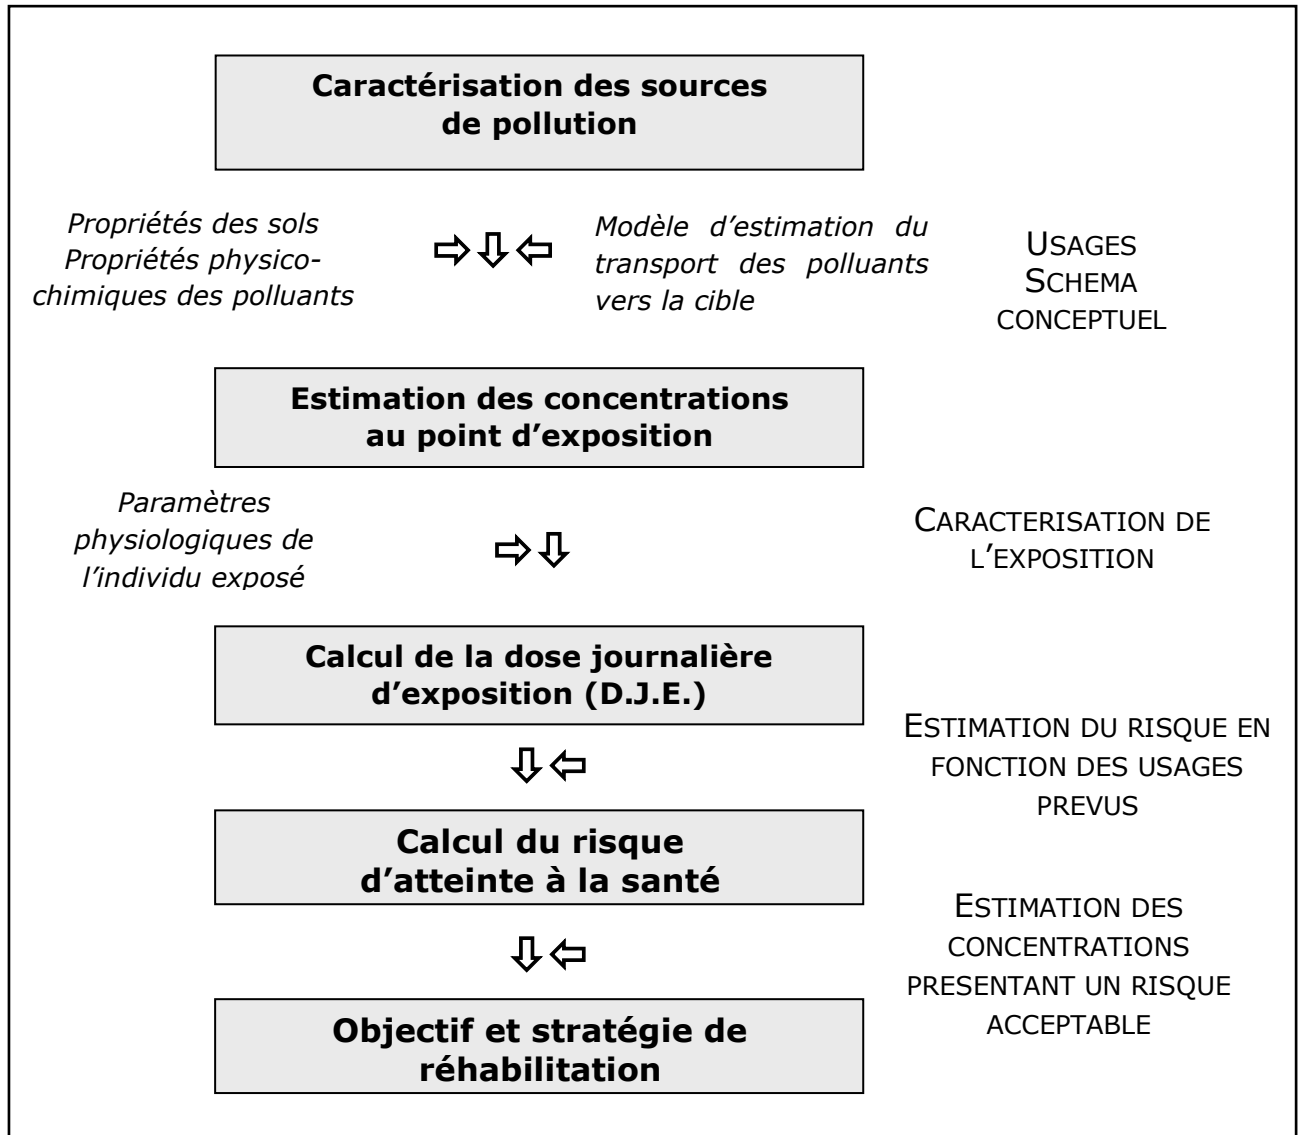 Caractérisation des sources
de pollution
Propriétés des sols
Propriétés physico-
chimiques des polluants
Modèle d’estimation du
transport des polluants
vers la cible
USAGES
SCHEMA
CONCEPTUEL
Estimation des concentrations
au point d’exposition
Paramètres
physiologiques de
l’individu exposé
CARACTERISATION DE
L’EXPOSITION
Calcul de la dose journalière
d’exposition (D.J.E.)
ESTIMATION DU RISQUE EN
FONCTION DES USAGES
PREVUS
Calcul du risque
d’atteinte à la santé
ESTIMATION DES
CONCENTRATIONS
PRESENTANT UN RISQUE
ACCEPTABLE
Objectif et stratégie de
réhabilitation